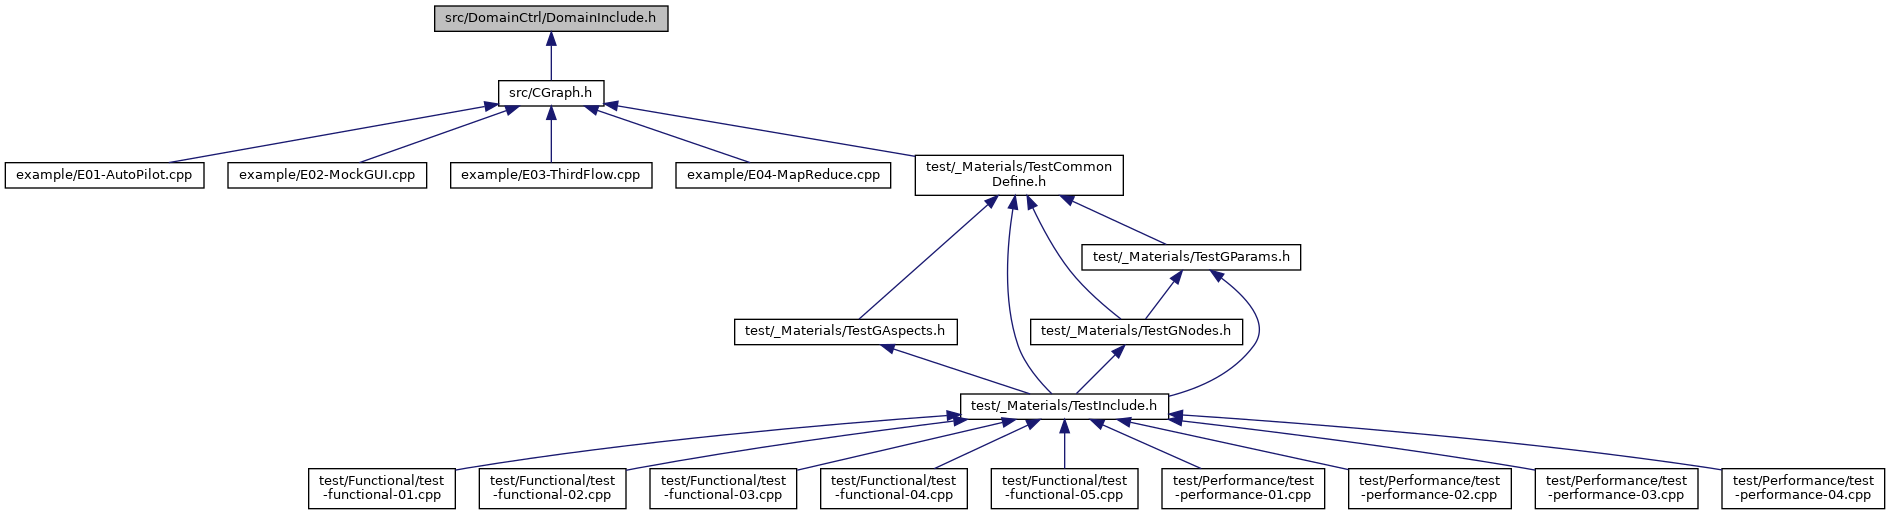 src/DomainCtrl/DomainInclude.h
src/CGraph.h
example/E01-AutoPilot.cpp
example/E02-MockGUI.cpp
example/E03-ThirdFlow.cpp
example/E04-MapReduce.cpp
test/_Materials/TestCommon
Define.h
test/_Materials/TestGParams.h
test/_Materials/TestGAspects.h
test/_Materials/TestGNodes.h
test/_Materials/TestInclude.h
test/Functional/test
-functional-01.cpp
test/Functional/test
-functional-02.cpp
test/Functional/test
-functional-03.cpp
test/Functional/test
-functional-04.cpp
test/Functional/test
-functional-05.cpp
test/Performance/test
-performance-01.cpp
test/Performance/test
-performance-02.cpp
test/Performance/test
-performance-03.cpp
test/Performance/test
-performance-04.cpp